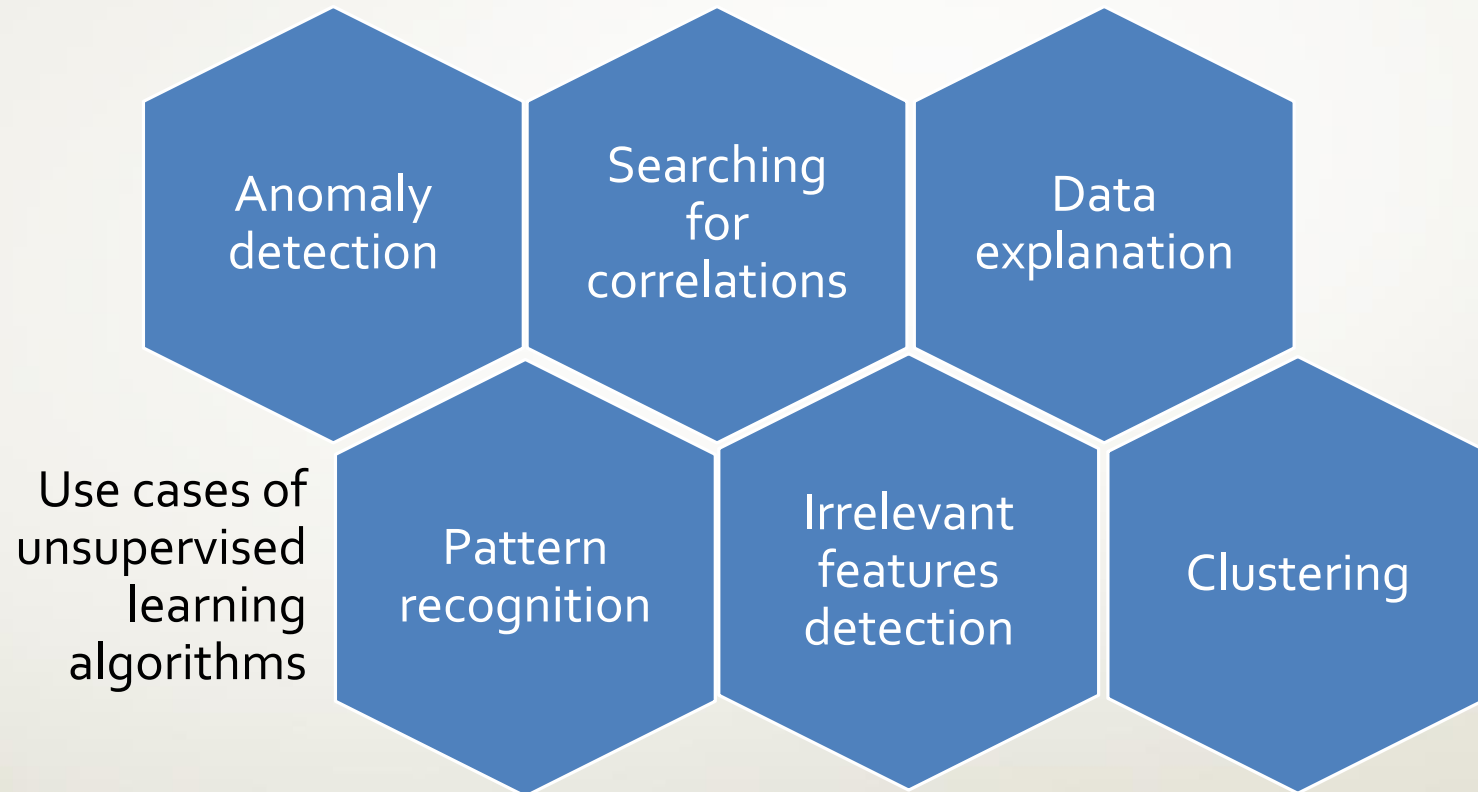 Anomaly
detection
Searching
for
correlations
Data
explanation
Use cases of
unsupervised
learning
algorithms
Pattern
recognition
Irrelevant
features
detection
Clustering